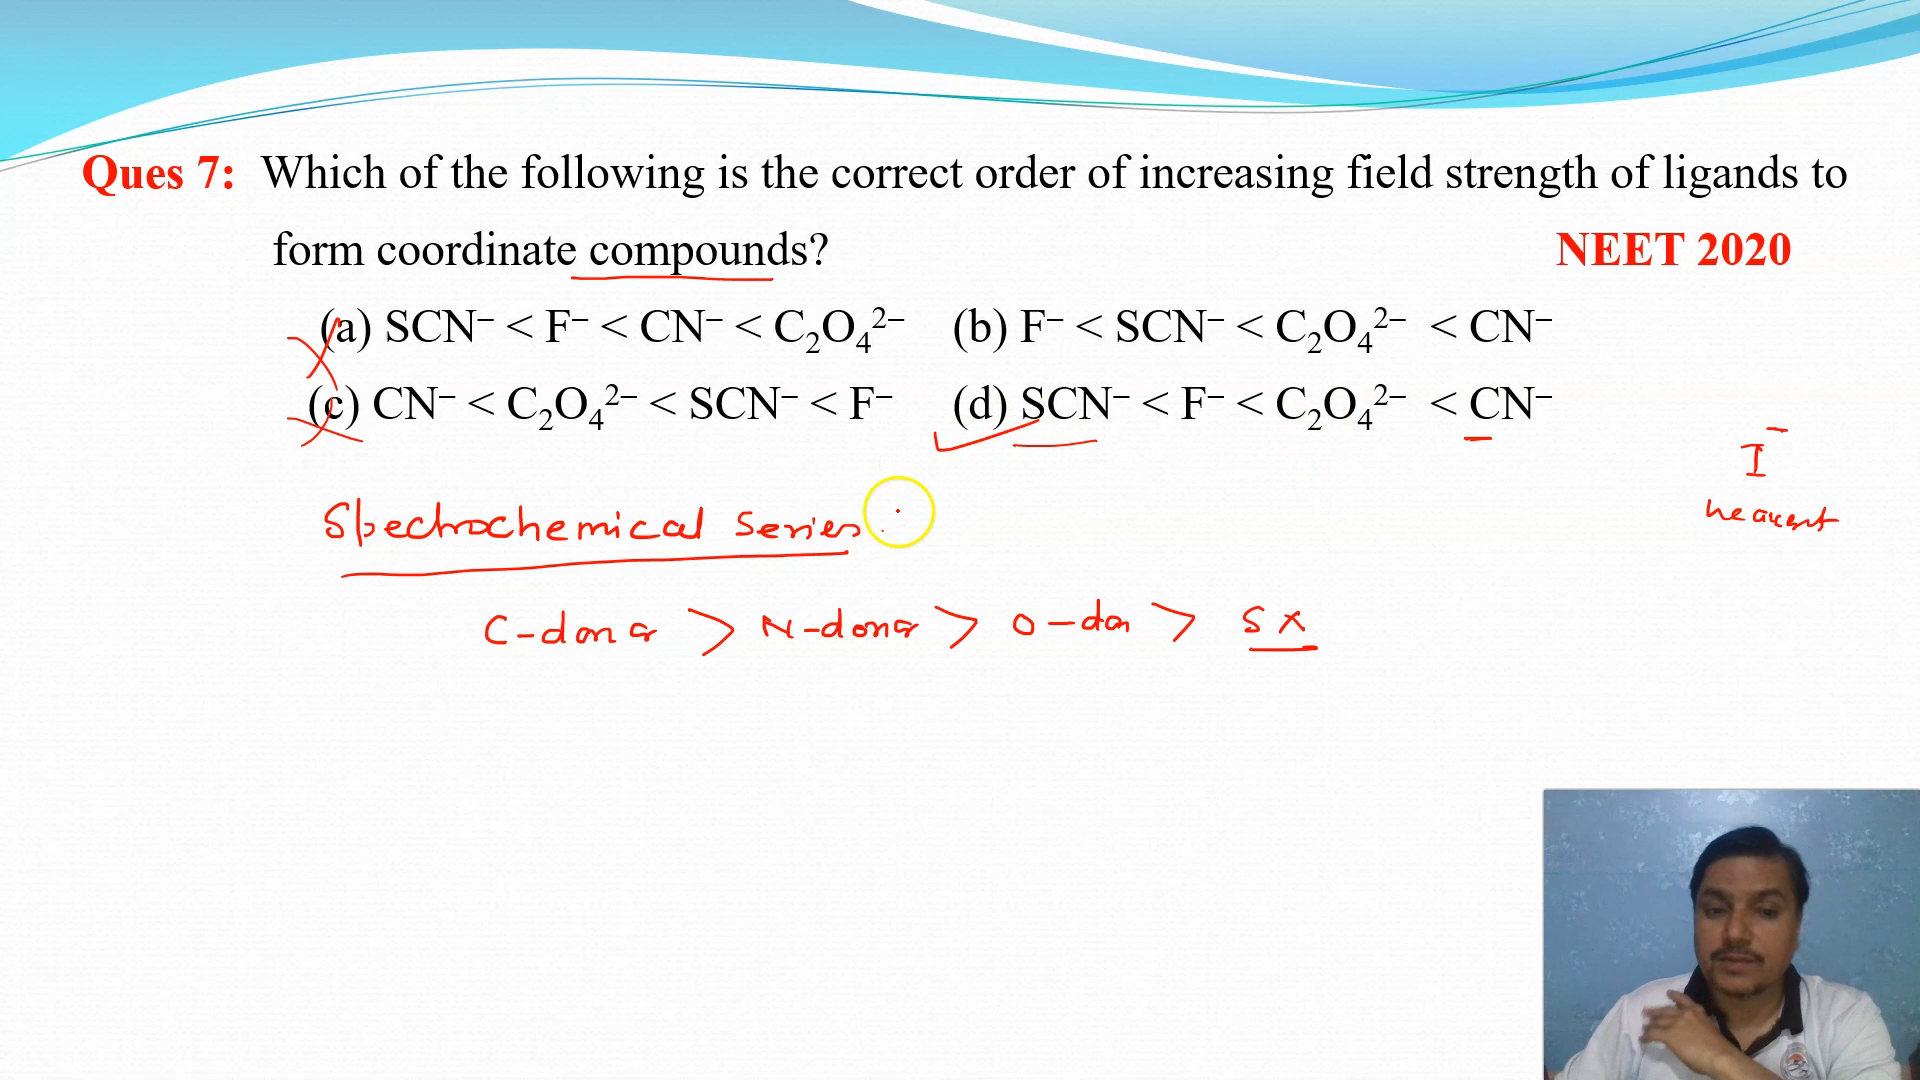 Ques 7: Which of the following is the correct order of increasing field strength of ligands to
form coordinate compounds? NEET 2020
(a) SCN⁻ < F⁻ < CN⁻ < C₂O₄²⁻ (b) F⁻ < SCN⁻ < C₂O₄²⁻ < CN⁻
(c) CN⁻ < C₂O₄²⁻ < SCN⁻ < F⁻ (d) SCN⁻ < F⁻ < C₂O₄²⁻ < CN⁻
I⁻
Spectrochemical Series :
C-donor > N-donor > O-don > S X